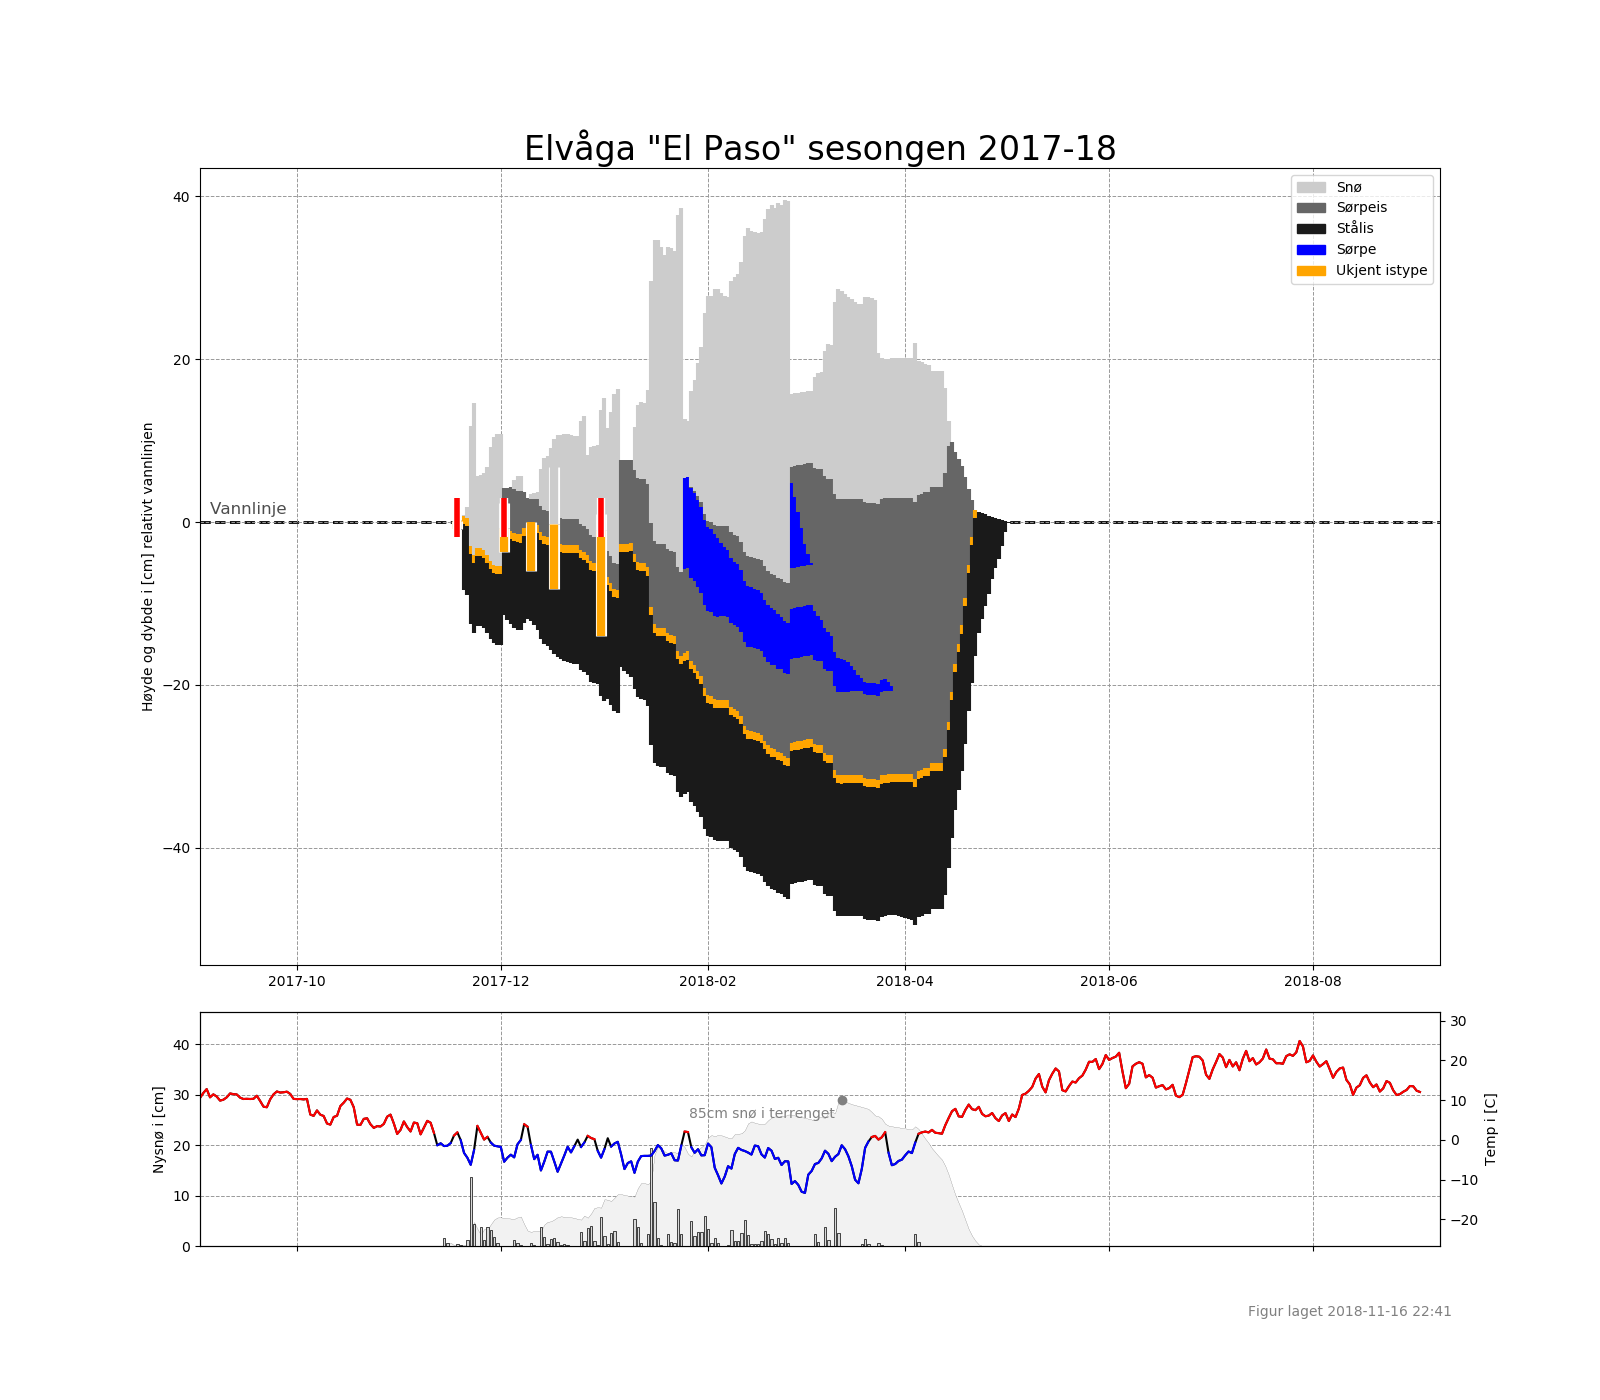 Elvåga "El Paso" sesongen 2017-18
Høyde og dybde i [cm] relativt vannlinjen
40
20
0
−20
−40
Vannlinje
Snø
Sørpeis
Stålis
Sørpe
Ukjent istype
2017-10
2017-12
2018-02
2018-04
2018-06
2018-08
Nysnø i [cm]
40
30
20
10
0
85cm snø i terrenget
30
20
10
0
−10
−20
Temp i [C]
Figur laget 2018-11-16 22:41